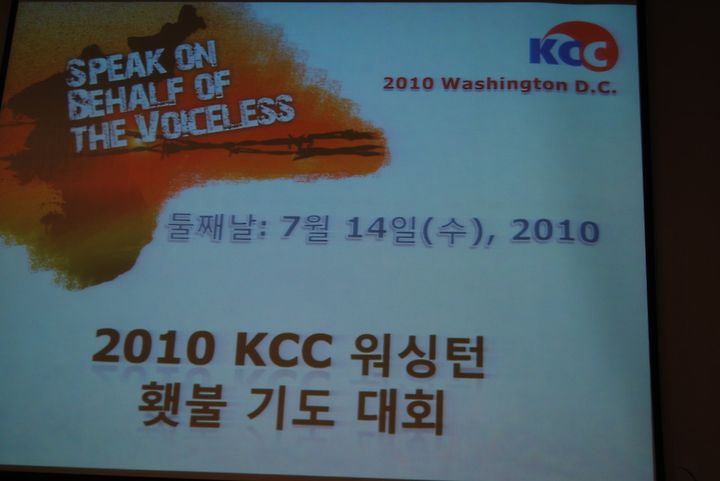 SPEAK ON
BEHALF OF
THE VOICELESS
KCC
2010 Washington D.C.
둘째날: 7월 14일(수), 2010
2010 KCC 워싱턴
횃불 기도 대회